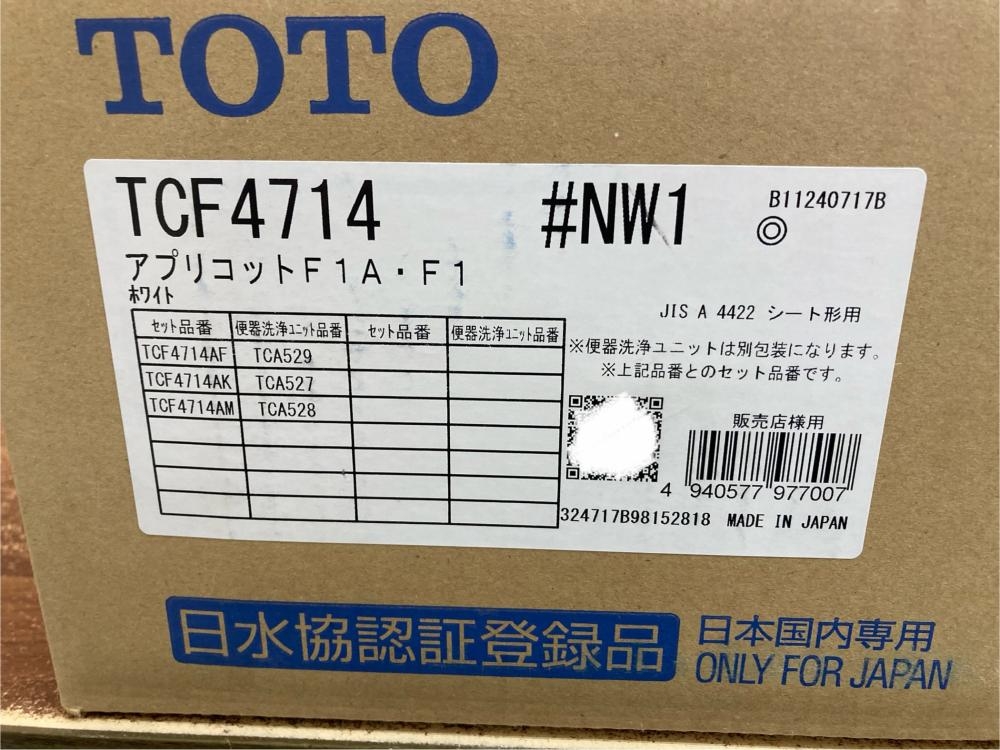 TOTO
TCF4714 #NW1 B11240717B
◎
アプリコットF1A・F1
ホワイト
JIS A 4422 シート形用
セット品番 便器洗浄ユニット品番 セット品番 便器洗浄ユニット品番
TCF4714AF TCA529
TCF4714AK TCA527
TCF4714AM TCA528
※便器洗浄ユニットは別包装になります。
※上記品番とのセット品番です。
販売店様用
4 940577 977007
324717B98152818 MADE IN JAPAN
日水協認証登録品
日本国内専用
ONLY FOR JAPAN